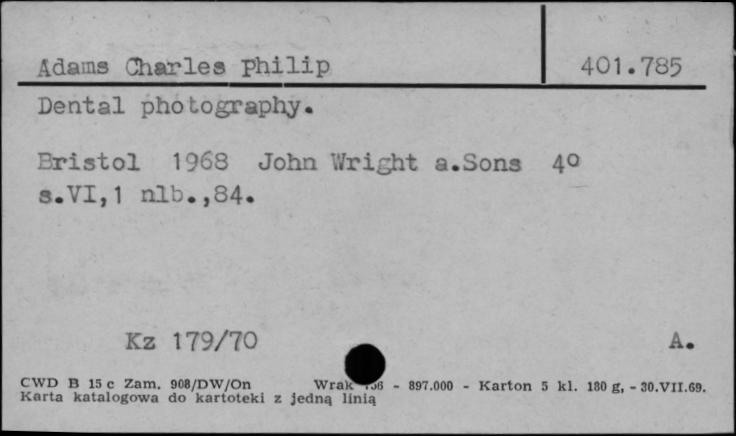 Adams Charles Philip 401.785
Dental photography.
Bristol 1968 John Wright a.Sons 4º
s.VI,1 nlb.,84.
Kz 179/70 A.
CWD B 15 c Zam. 908/DW/On Wrak - 897.000 - Karton 5 kl. 180 g, - 30.VII.69.
Karta katalogowa do kartoteki z jedną linią